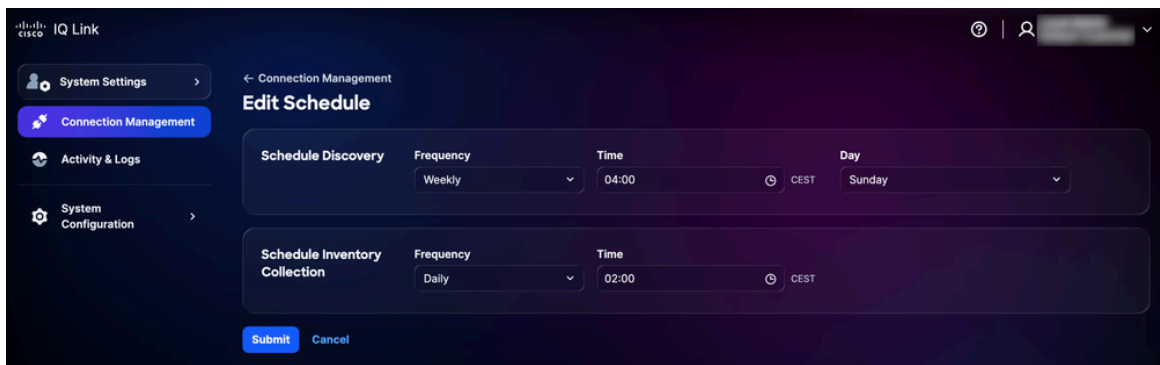 cisco IQ Link
System Settings
Connection Management
Activity & Logs
System
Configuration
← Connection Management
Edit Schedule
Schedule Discovery
Frequency
Weekly
Time
04:00
CEST
Day
Sunday
Schedule Inventory
Collection
Frequency
Daily
Time
02:00
CEST
Submit
Cancel